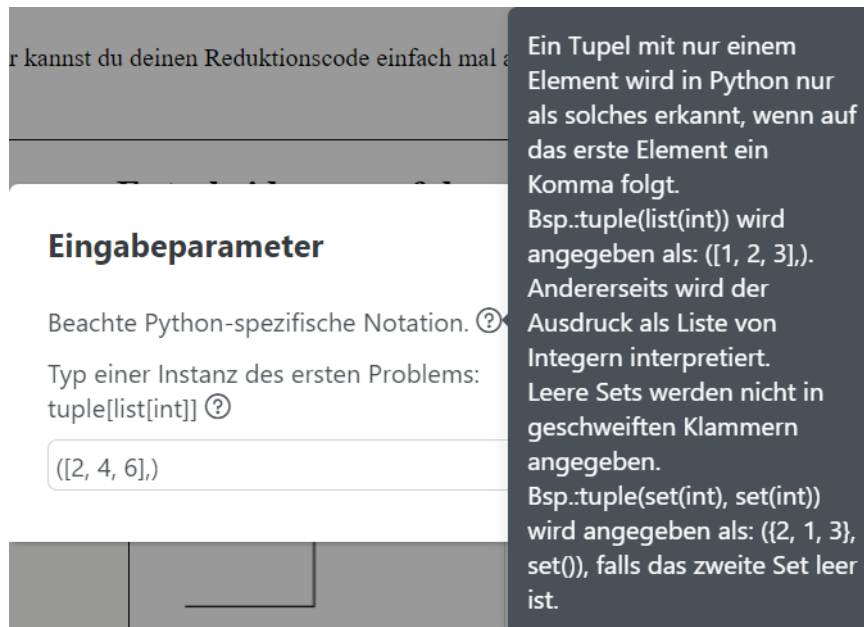 r kannst du deinen Reduktionscode einfach mal a
Eingabeparameter
Beachte Python-spezifische Notation.
Typ einer Instanz des ersten Problems:
tuple[list[int]]
([2, 4, 6],)
Ein Tupel mit nur einem
Element wird in Python nur
als solches erkannt, wenn auf
das erste Element ein
Komma folgt.
Bsp.:tuple(list(int)) wird
angegeben als: ([1, 2, 3],).
Andererseits wird der
Ausdruck als Liste von
Integern interpretiert.
Leere Sets werden nicht in
geschweiften Klammern
angegeben.
Bsp.:tuple(set(int), set(int))
wird angegeben als: ({2, 1, 3},
set()), falls das zweite Set leer
ist.